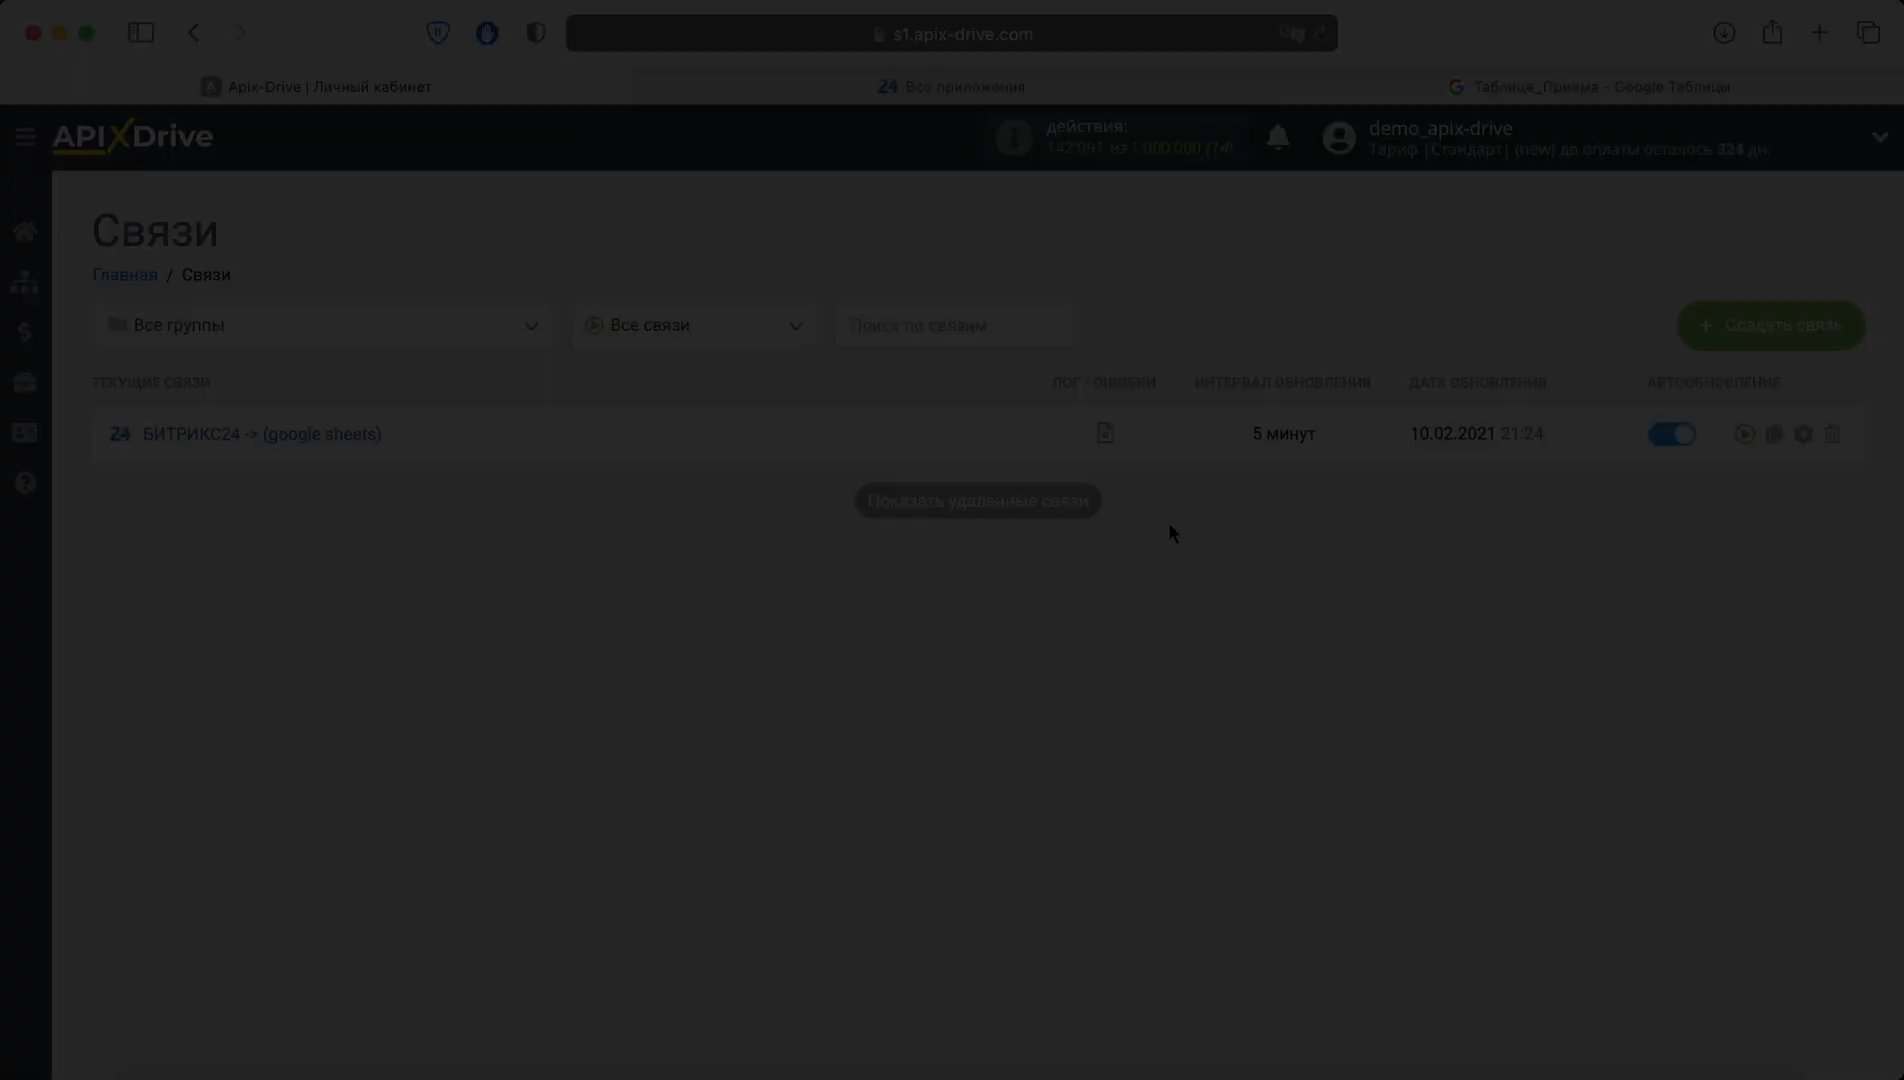 s1.apix-drive.com
Apix-Drive | Личный кабинет
24 Все приложения
Таблица_Приема - Google Таблицы
APIXDrive
действия:
142'091 из 1'000'000 (14)
demo_apix-drive
Тариф |Стандарт| (new) до оплаты осталось 324 дн.
Связи
Главная / Связи
Все группы
Все связи
Поиск по связям
+ Создать связь
ТЕКУЩИЕ СВЯЗИ
ЛОГ / ОШИБКИ
ИНТЕРВАЛ ОБНОВЛЕНИЯ
ДАТА ОБНОВЛЕНИЯ
АВТООБНОВЛЕНИЕ
24 БИТРИКС24 -> (google sheets)
5 минут
10.02.2021 21:24
Показать удаленные связи